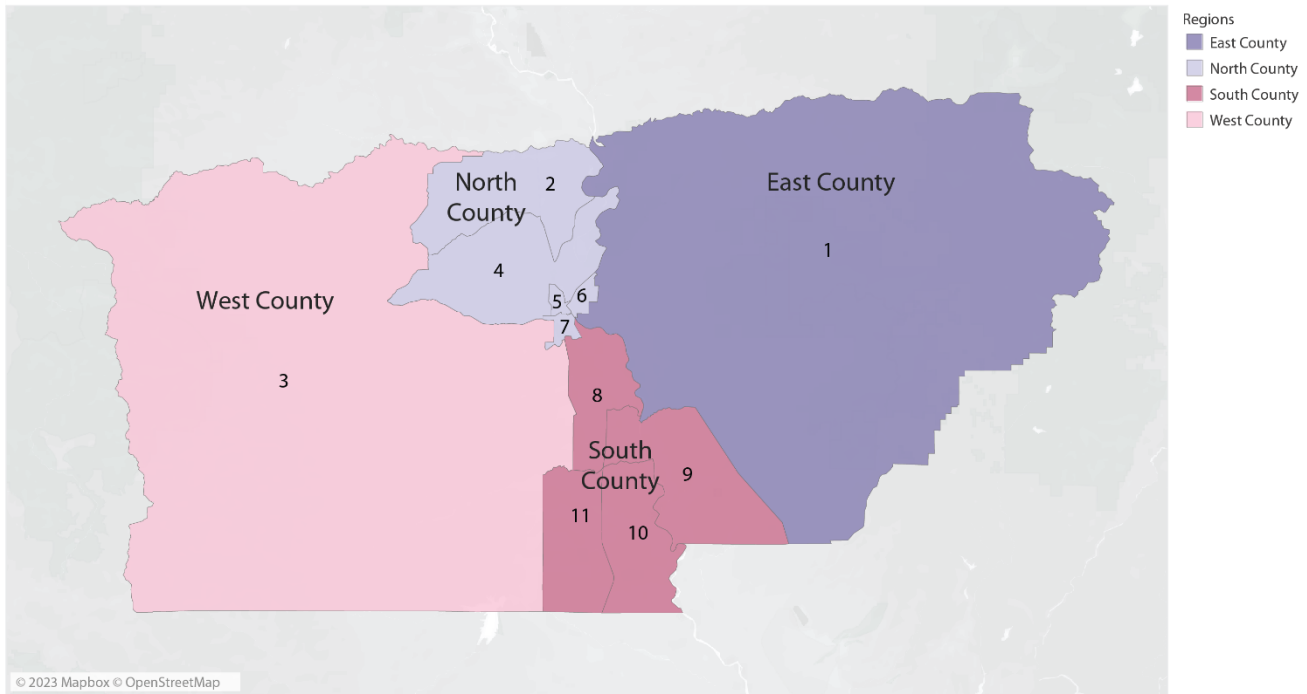 Regions
East County
North County
South County
West County
North
County
2
East County
1
4
West County
5
6
7
3
8
South
County
9
11
10
© 2023 Mapbox © OpenStreetMap